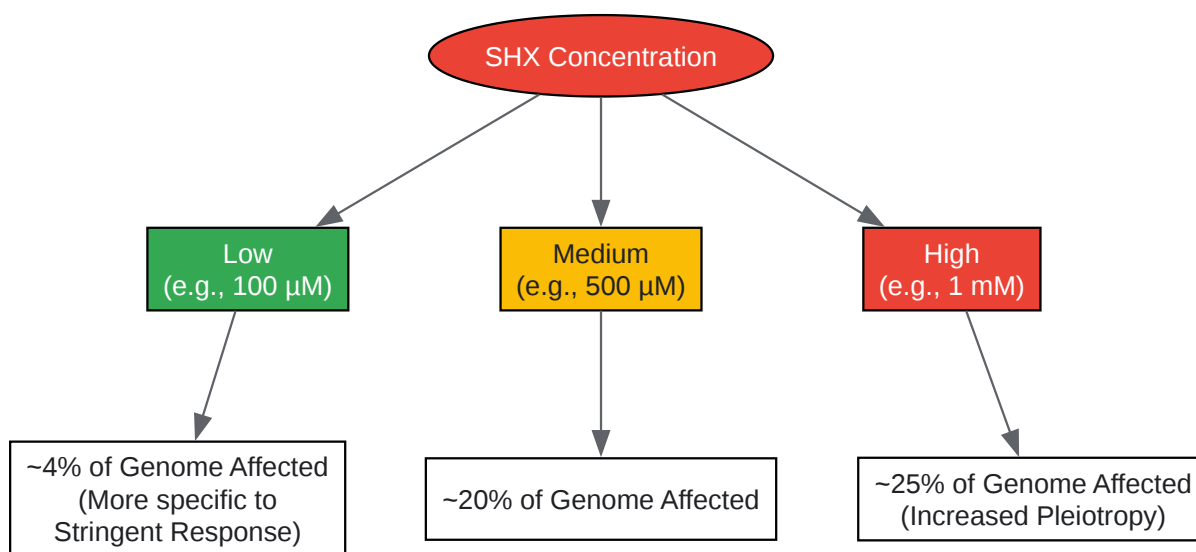 SHX Concentration
Low
(e.g., 100 µM)
Medium
(e.g., 500 µM)
High
(e.g., 1 mM)
~4% of Genome Affected
(More specific to
Stringent Response)
~20% of Genome Affected
~25% of Genome Affected
(Increased Pleiotropy)